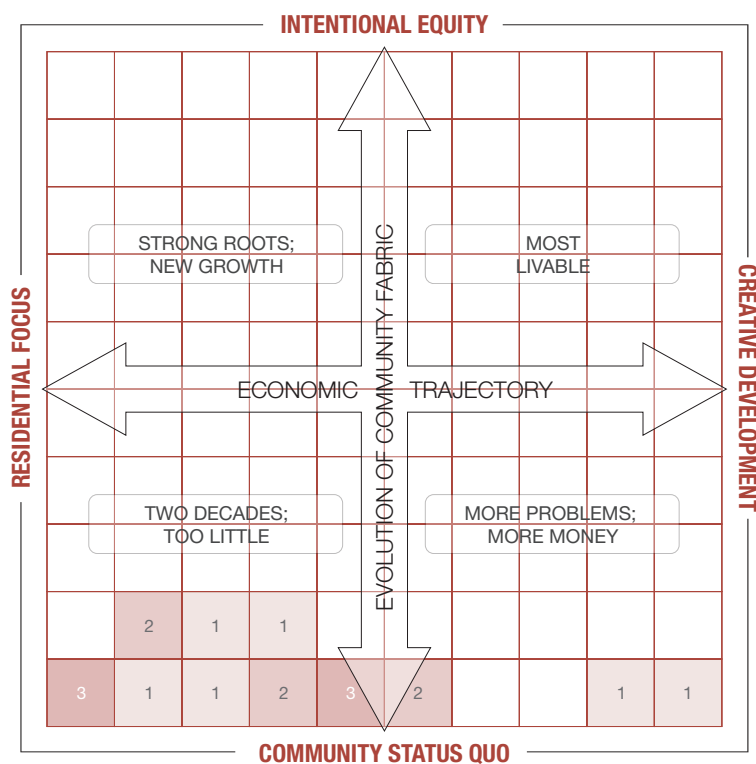 INTENTIONAL EQUITY
STRONG ROOTS;
NEW GROWTH
MOST
LIVABLE
RESIDENTIAL FOCUS
CREATIVE DEVELOPMENT
EVOLUTION OF COMMUNITY FABRIC
ECONOMIC TRAJECTORY
TWO DECADES;
TOO LITTLE
MORE PROBLEMS;
MORE MONEY
2 1 1
3 1 1 2 3 2 1 1
COMMUNITY STATUS QUO